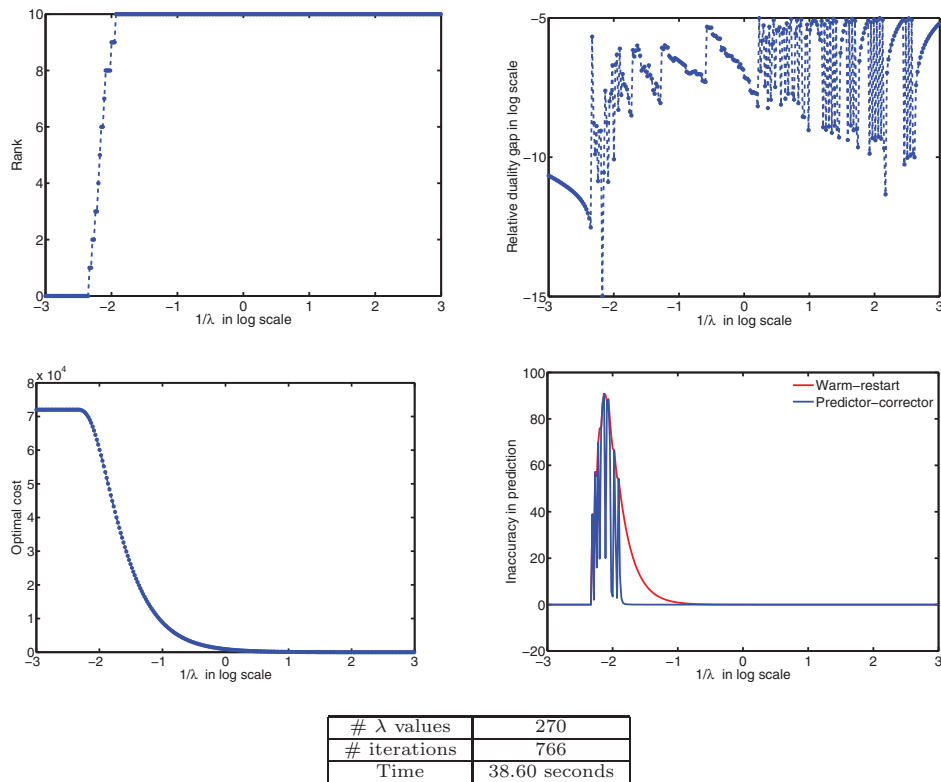 10
8
6
4
2
0
Rank
−3 −2 −1 0 1 2 3
1/λ in log scale
−5
−10
−15
Relative duality gap in log scale
−3 −2 −1 0 1 2 3
1/λ in log scale
x 10^4
8
7
6
5
4
3
2
1
0
Optimal cost
−3 −2 −1 0 1 2 3
1/λ in log scale
100
80
60
40
20
0
−20
Inaccuracy in prediction
Warm−restart
Predictor−corrector
−3 −2 −1 0 1 2 3
1/λ in log scale
# λ values 270
# iterations 766
Time 38.60 seconds